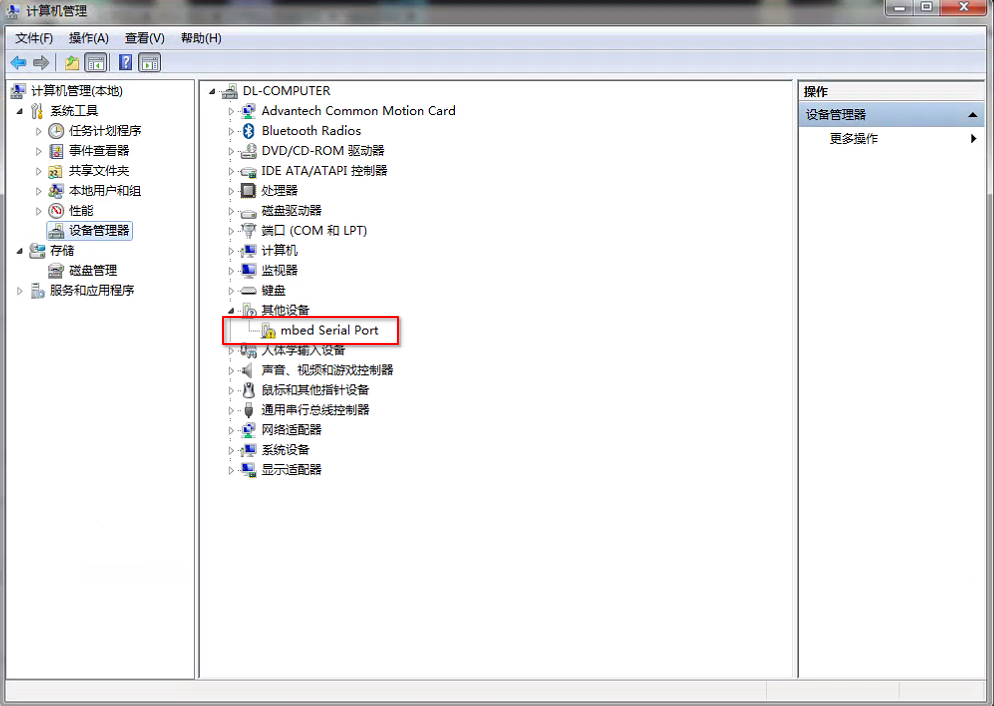 计算机管理
文件(F) 操作(A) 查看(V) 帮助(H)
计算机管理(本地)
系统工具
任务计划程序
事件查看器
共享文件夹
本地用户和组
性能
设备管理器
存储
磁盘管理
服务和应用程序
DL-COMPUTER
Advantech Common Motion Card
Bluetooth Radios
DVD/CD-ROM 驱动器
IDE ATA/ATAPI 控制器
处理器
磁盘驱动器
端口 (COM 和 LPT)
计算机
监视器
键盘
其他设备
mbed Serial Port
人体学输入设备
声音、视频和游戏控制器
鼠标和其他指针设备
通用串行总线控制器
网络适配器
系统设备
显示适配器
操作
设备管理器
更多操作